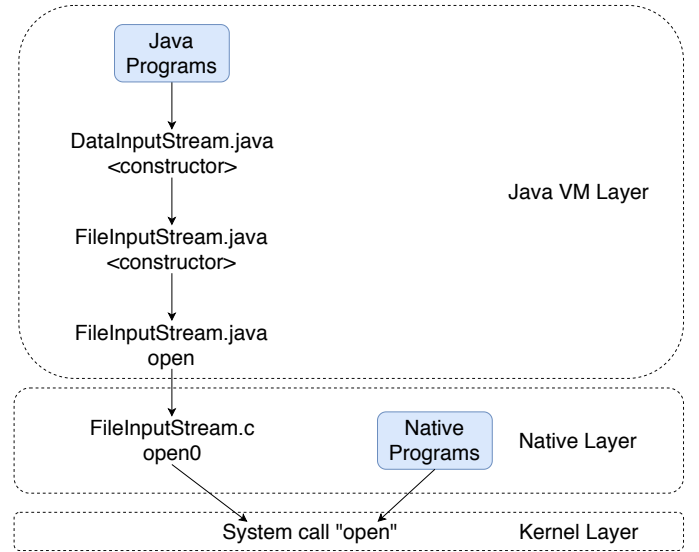 Java
Programs
DataInputStream.java
<constructor>
Java VM Layer
FileInputStream.java
<constructor>
FileInputStream.java
open
FileInputStream.c
open0
Native
Programs
Native Layer
System call "open"
Kernel Layer